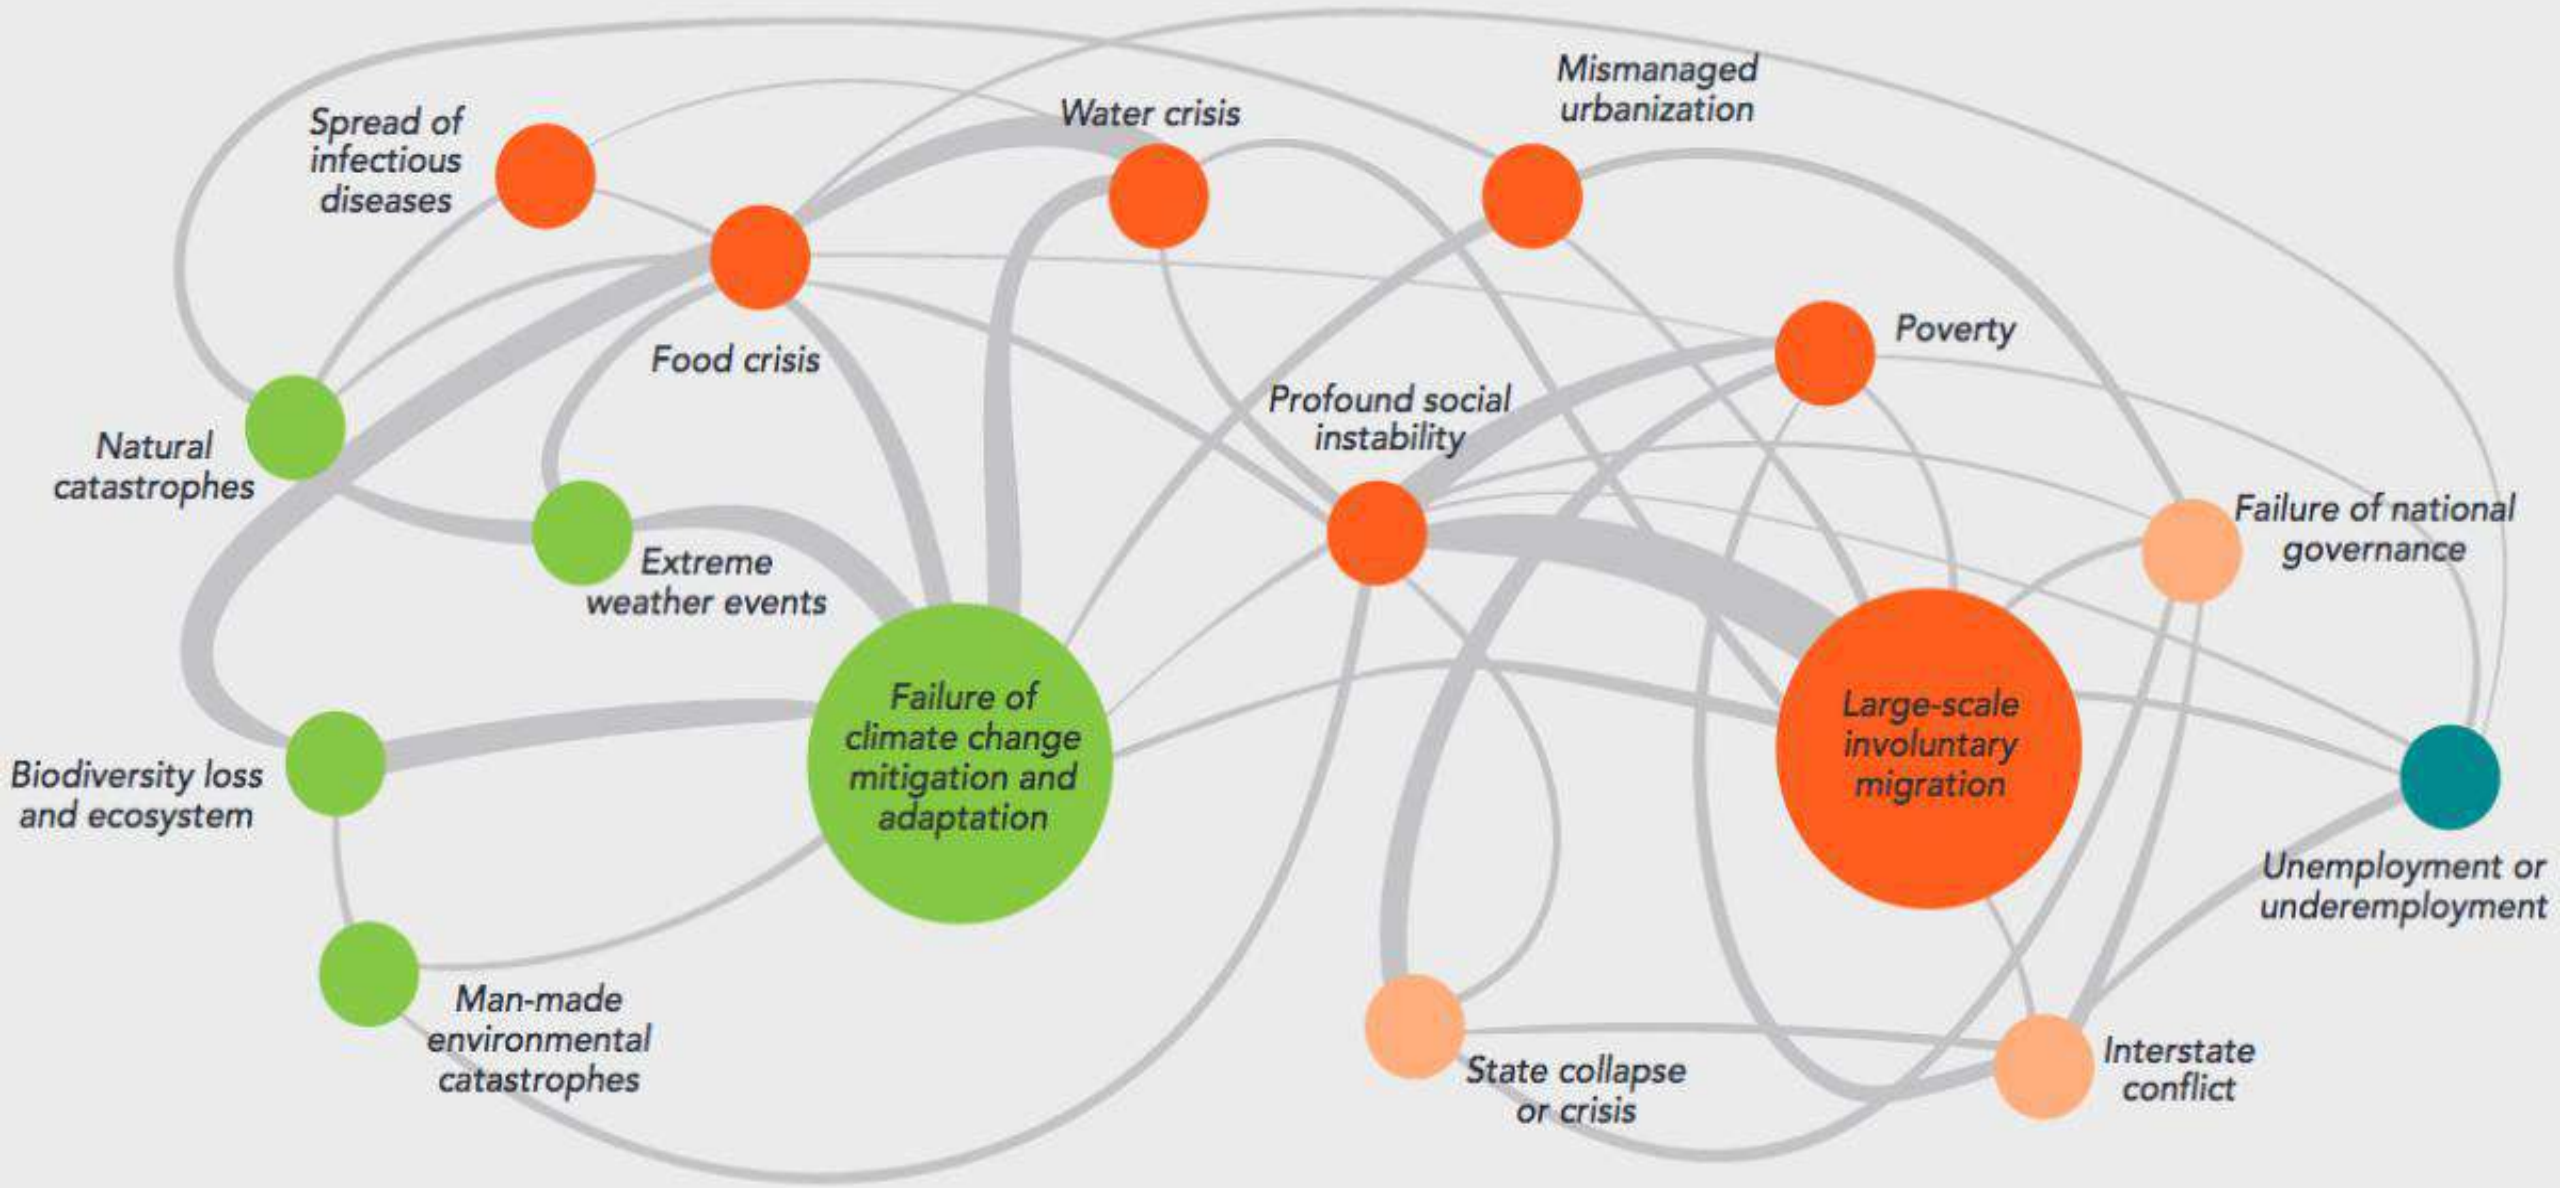 Mismanaged
urbanization
Spread of
infectious
diseases
Water crisis
Food crisis
Poverty
Profound social
instability
Natural
catastrophes
Failure of national
governance
Extreme
weather events
Failure of
climate change
mitigation and
adaptation
Large-scale
involuntary
migration
Biodiversity loss
and ecosystem
Unemployment or
underemployment
Man-made
environmental
catastrophes
State collapse
or crisis
Interstate
conflict